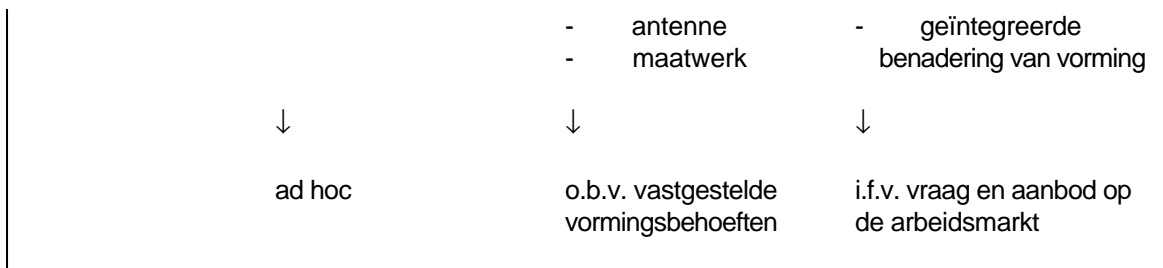 - antenne - geïntegreerde
- maatwerk benadering van vorming
↓ ↓ ↓
ad hoc o.b.v. vastgestelde i.f.v. vraag en aanbod op
vormingsbehoeften de arbeidsmarkt